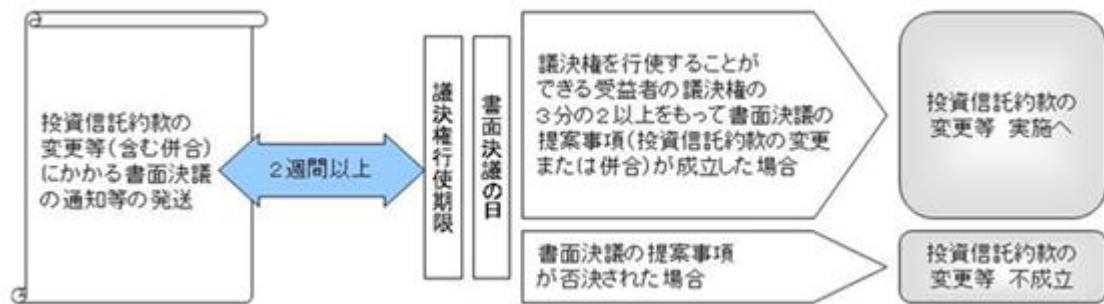 投資信託約款の
変更等(含む併合)
にかかる書面決議
の通知等の発送
２週間以上
議決権行使期限
書面決議の日
議決権を行使することが
できる受益者の議決権の
３分の２以上をもって書面決議の
提案事項(投資信託約款の変更
または併合)が成立した場合
投資信託約款の
変更等 実施へ
書面決議の提案事項
が否決された場合
投資信託約款の
変更等 不成立